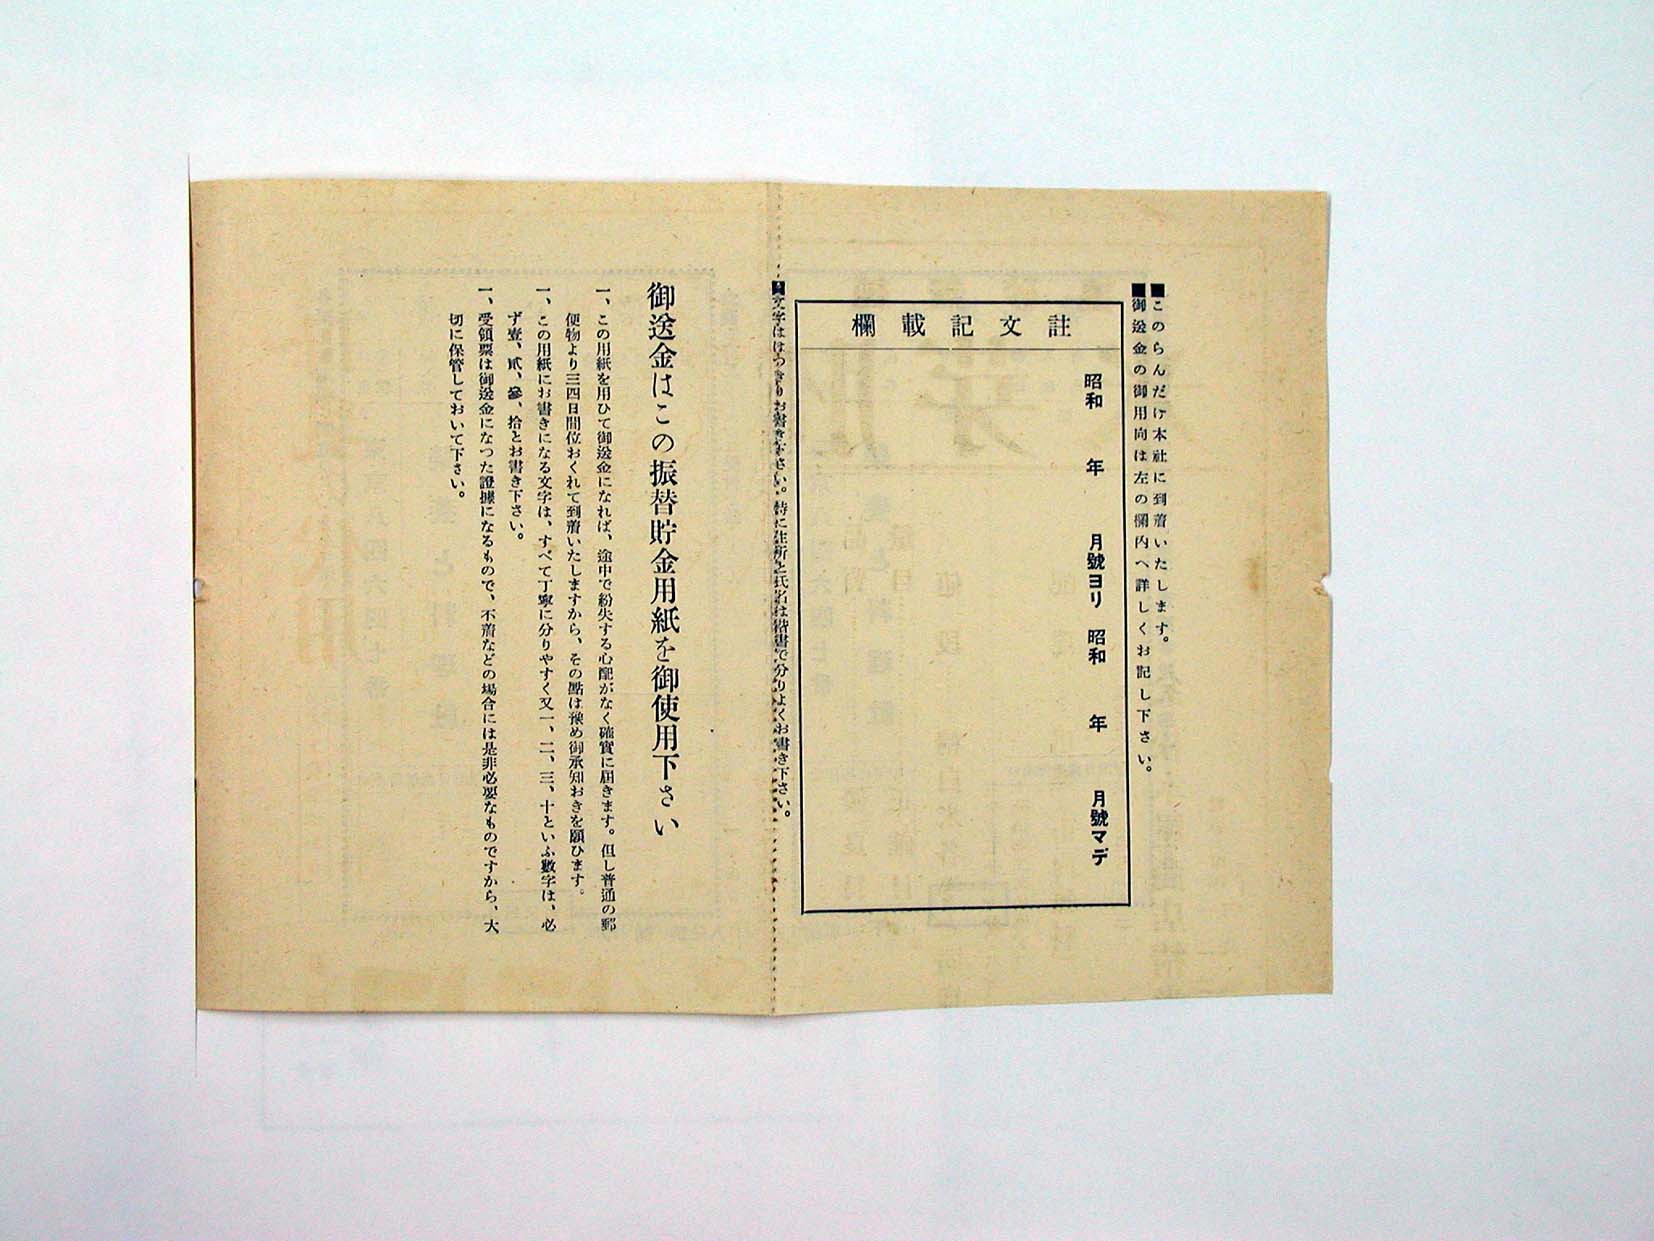 ■このらんだけ本社に到着いたします。
■御送金の御用向は左の欄内へ詳しくお記し下さい。
註文記載欄
昭和　年　月號ヨリ　昭和　年　月號マデ
■文字ははつきりお書き下さい。特に住所と氏名は楷書で分りよくお書き下さい。
御送金はこの振替貯金用紙を御使用下さい
一、この用紙を用ひて御送金になれば、途中で紛失する心配がなく確實に屆きます。但し普通の郵
便物より三四日間位おくれて到着いたしますから、その點は豫め御承知おきを願ひます。
一、この用紙にお書きになる文字は、すべて丁寧に分りやすく又一、二、三、十といふ數字は、必
ず壹、貳、參、拾とお書き下さい。
一、受領票は御送金になつた證據になるもので、不着などの場合には是非必要なものですから、大
切に保管しておいて下さい。